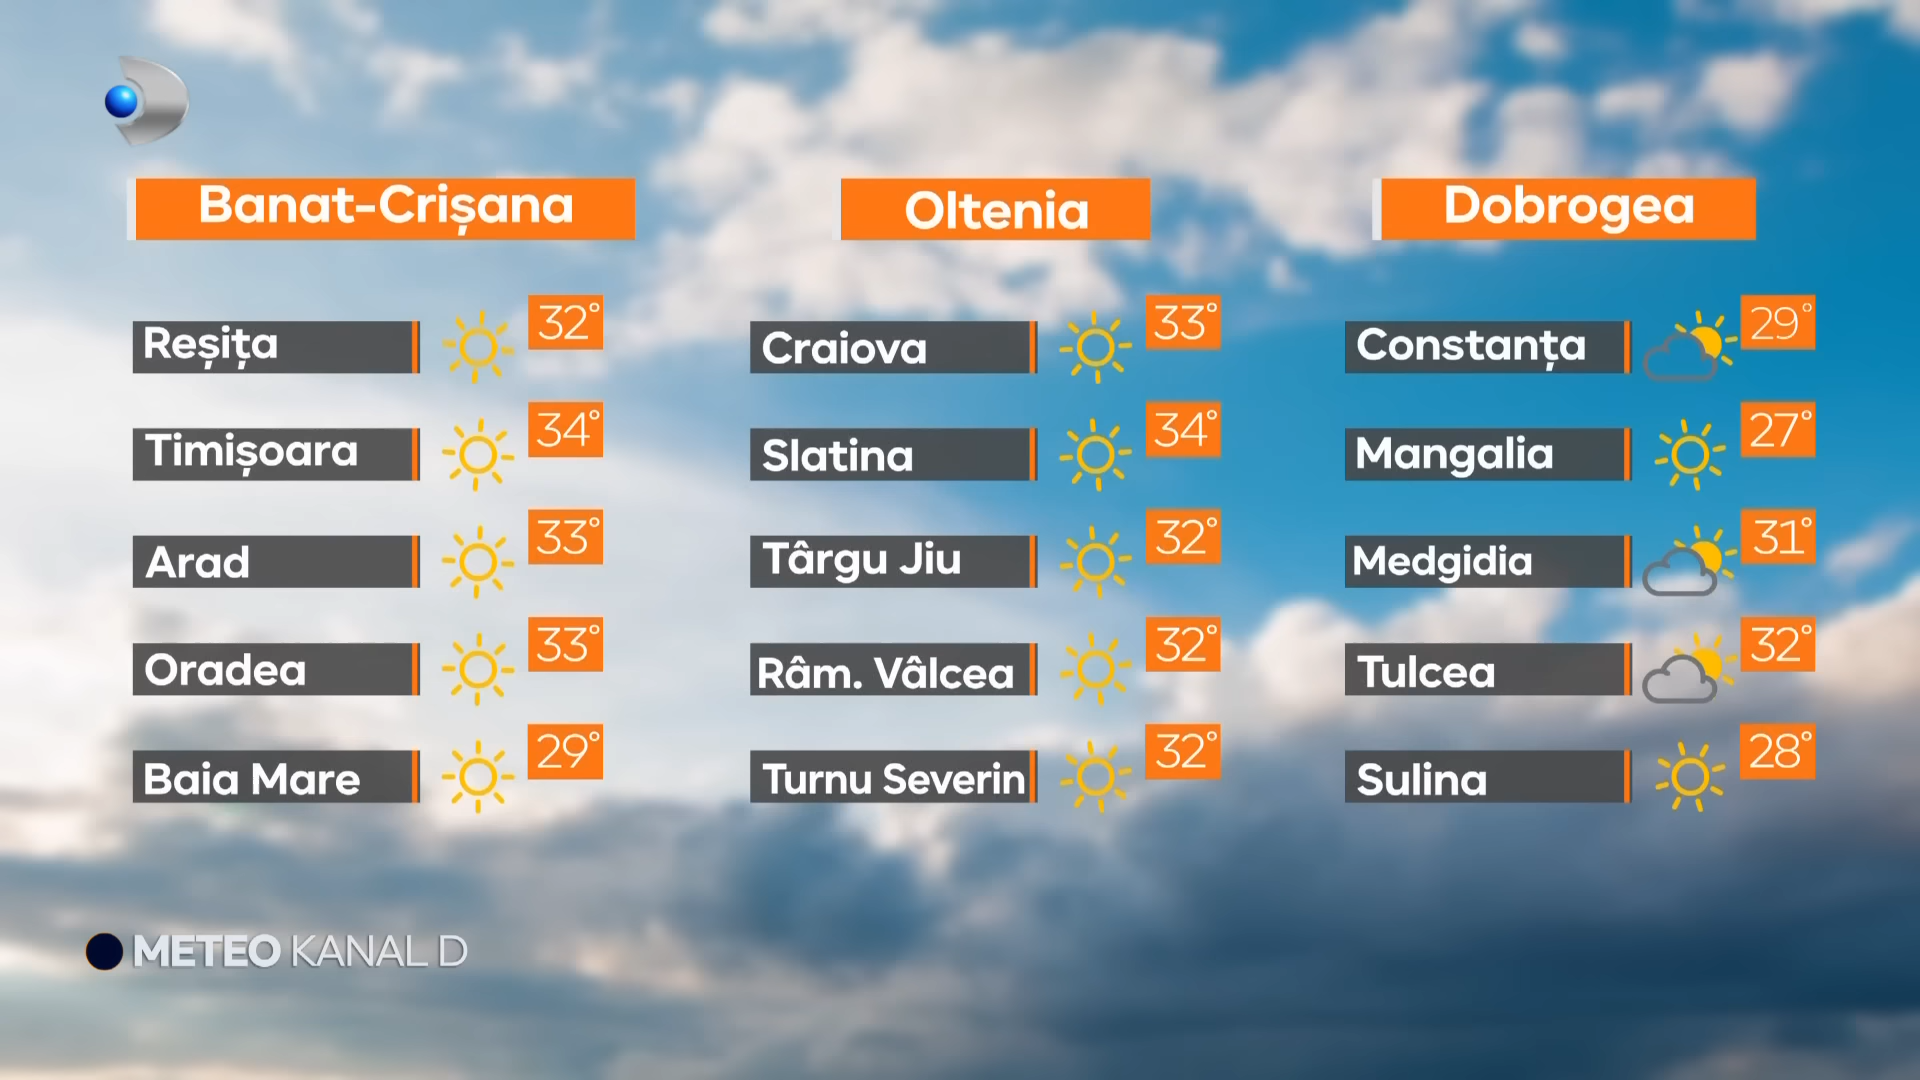 Banat-Crișana
Reșița 32°
Timișoara 34°
Arad 33°
Oradea 33°
Baia Mare 29°
Oltenia
Craiova 33°
Slatina 34°
Târgu Jiu 32°
Râm. Vâlcea 32°
Turnu Severin 32°
Dobrogea
Constanța 29°
Mangalia 27°
Medgidia 31°
Tulcea 32°
Sulina 28°
METEO KANAL D